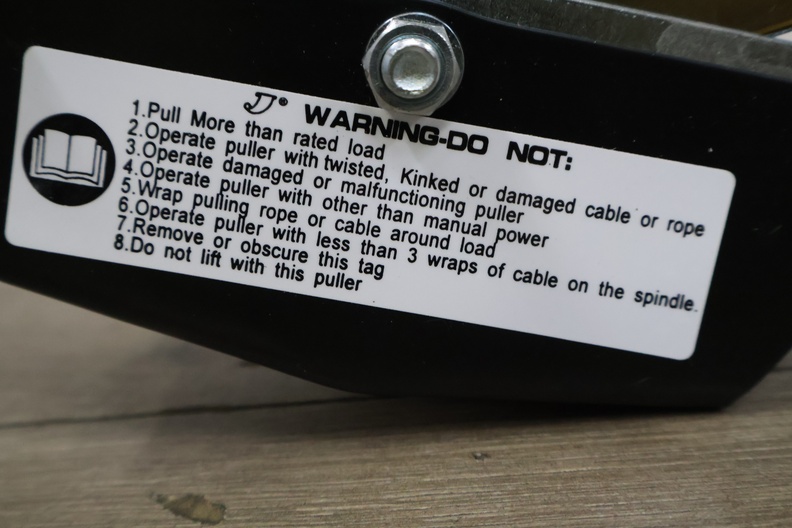 WARNING-DO NOT:
1.Pull More than rated load
2.Operate puller with twisted, Kinked or damaged cable or rope
3.Operate damaged or malfunctioning puller
4.Operate puller with other than manual power
5.Wrap pulling rope or cable around load
6.Operate puller with less than 3 wraps of cable on the spindle.
7.Remove or obscure this tag
8.Do not lift with this puller